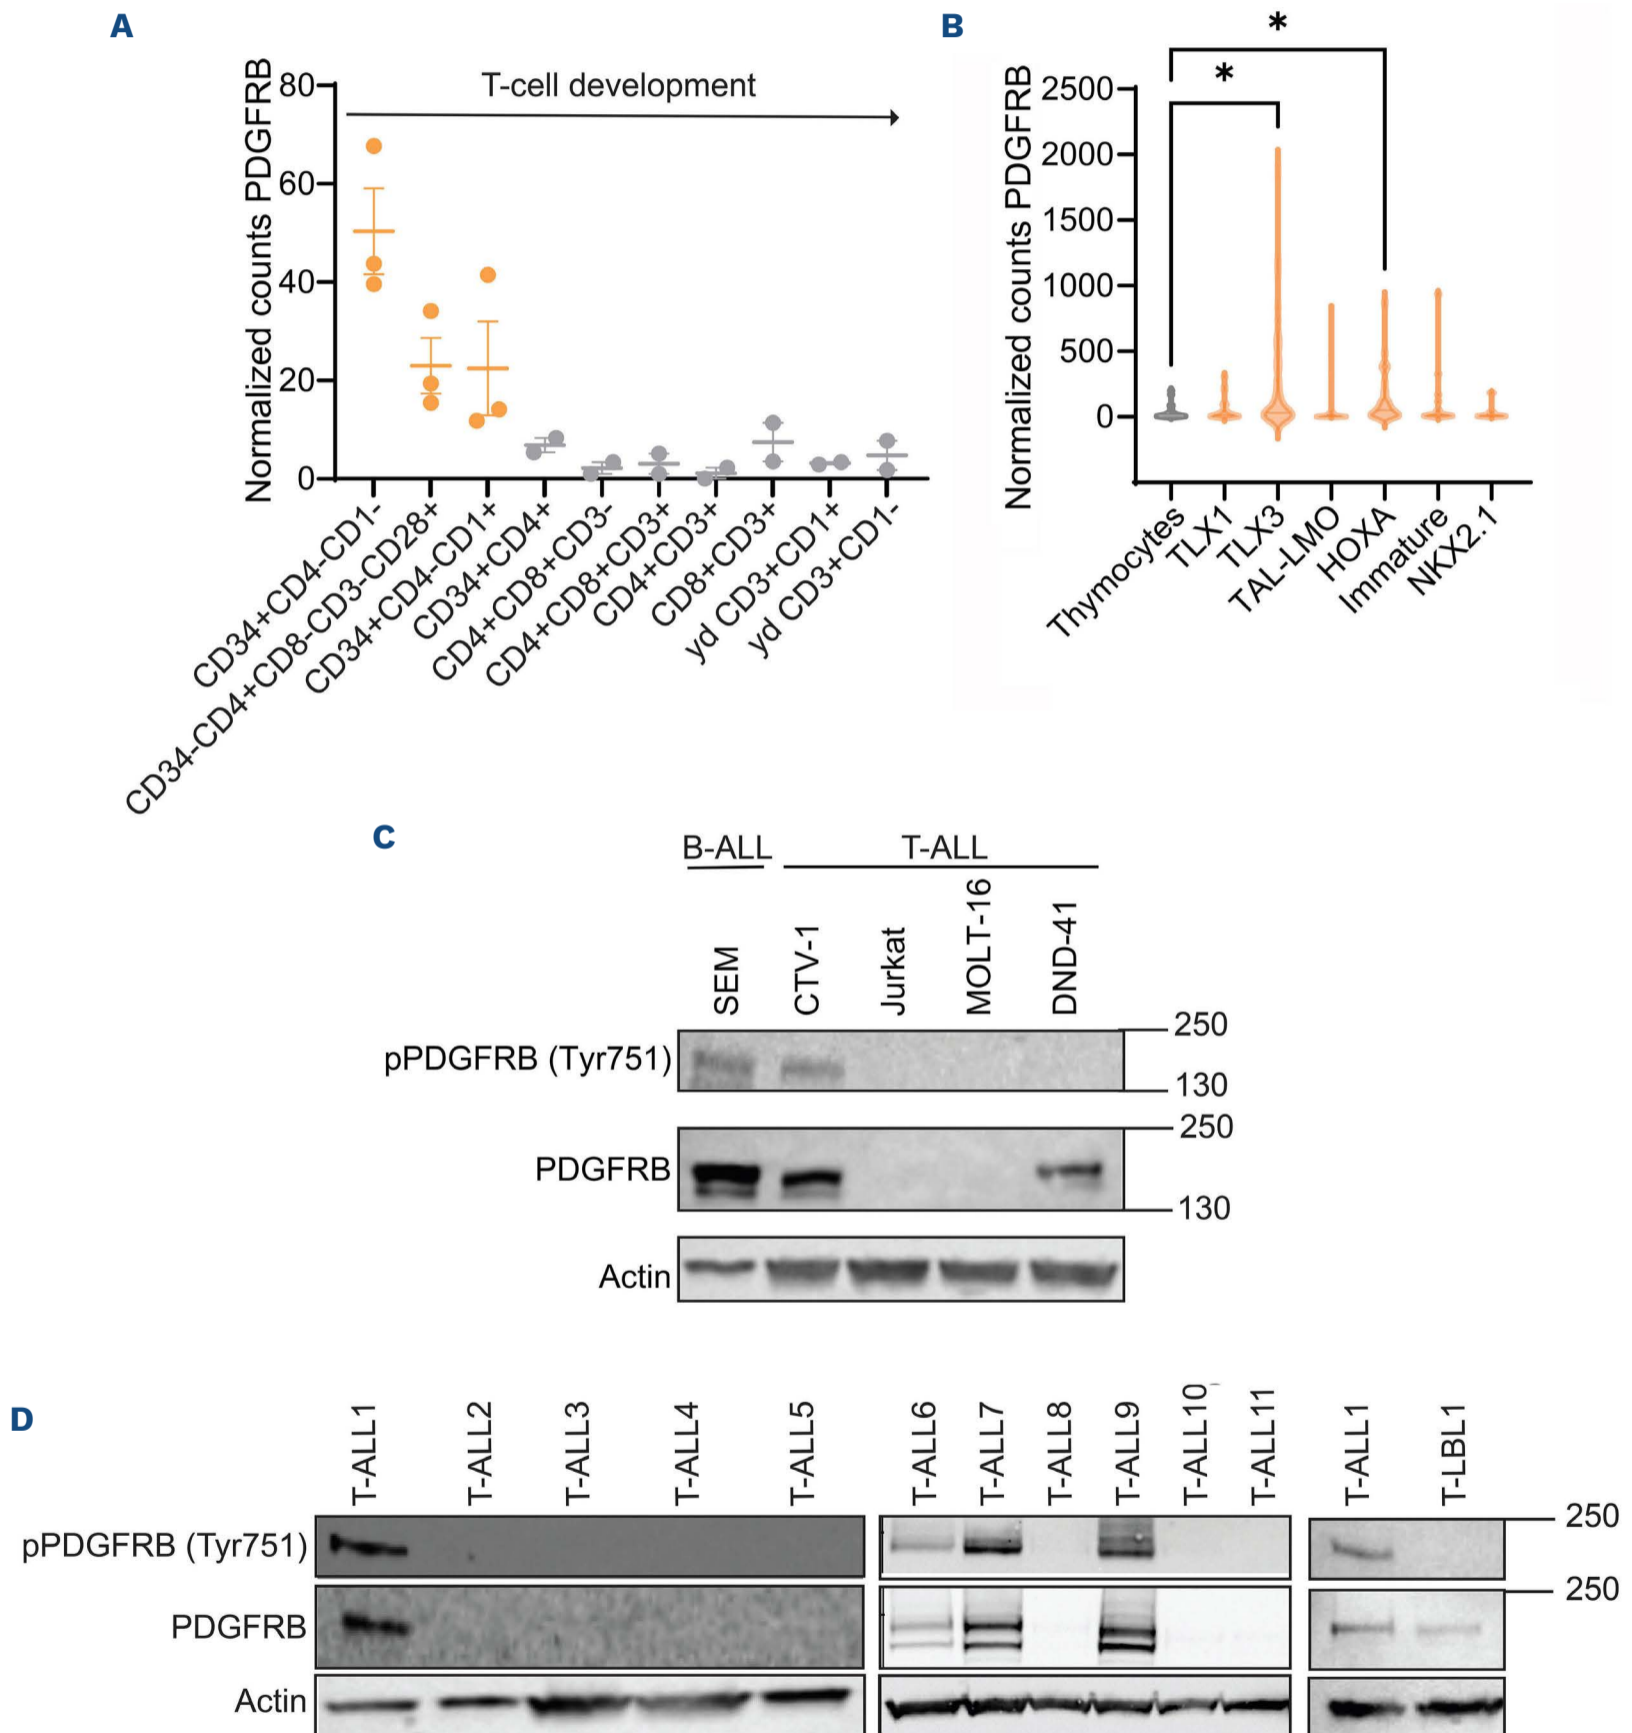 A
Normalized counts PDGFRB
80
60
40
20
0
T-cell development
CD34+CD4-CD1-
CD34-CD4+CD8-CD3-CD28+
CD34+CD4-CD1+
CD34+CD4+
CD4+CD8+CD3-
CD4+CD8+CD3+
CD4+CD3+
CD8+CD3+
yd CD3+CD1+
yd CD3+CD1-
B
Normalized counts PDGFRB
2500
2000
1500
1000
500
0
*
*
Thymocytes
TLX1
TLX3
TAL-LMO
HOXA
Immature
NKX2.1
C
B-ALL
T-ALL
SEM
CTV-1
Jurkat
MOLT-16
DND-41
pPDGFRB (Tyr751)
250
130
PDGFRB
250
130
Actin
D
T-ALL1
T-ALL2
T-ALL3
T-ALL4
T-ALL5
T-ALL6
T-ALL7
T-ALL8
T-ALL9
T-ALL10
T-ALL11
T-ALL1
T-LBL1
pPDGFRB (Tyr751)
250
PDGFRB
250
Actin